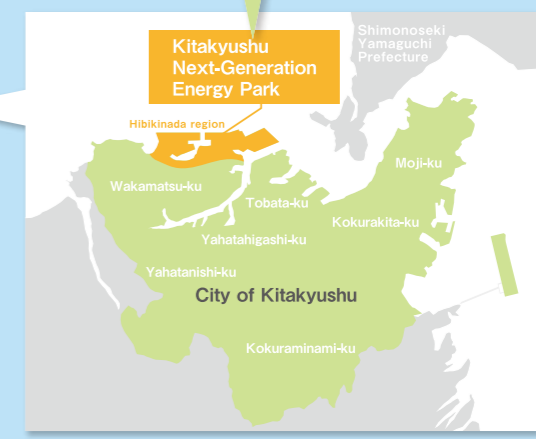 Shimonoseki
Yamaguchi
Prefecture
Kitakyushu
Next-Generation
Energy Park
Hibikinada region
Moji-ku
Wakamatsu-ku
Tobata-ku
Kokurakita-ku
Yahatahigashi-ku
Yahatanishi-ku
City of Kitakyushu
Kokuraminami-ku